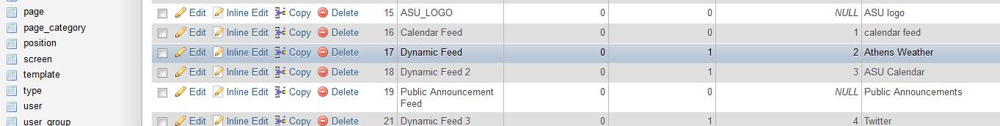 page
page_category
position
screen
template
type
user
user_group
Edit Inline Edit Copy Delete 15 ASU_LOGO 0 0 NULL ASU logo
Edit Inline Edit Copy Delete 16 Calendar Feed 0 0 1 calendar feed
Edit Inline Edit Copy Delete 17 Dynamic Feed 0 1 2 Athens Weather
Edit Inline Edit Copy Delete 18 Dynamic Feed 2 0 1 3 ASU Calendar
Edit Inline Edit Copy Delete 19 Public Announcement 0 0 NULL Public Announcements
Feed
Edit Inline Edit Copy Delete 21 Dynamic Feed 3 0 1 4 Twitter